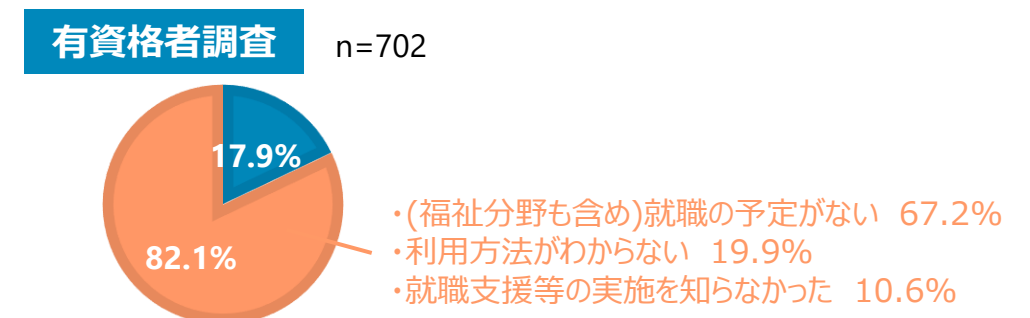 有資格者調査 n=702
17.9%
82.1%
・(福祉分野も含め)就職の予定がない 67.2%
・利用方法がわからない 19.9%
・就職支援等の実施を知らなかった 10.6%